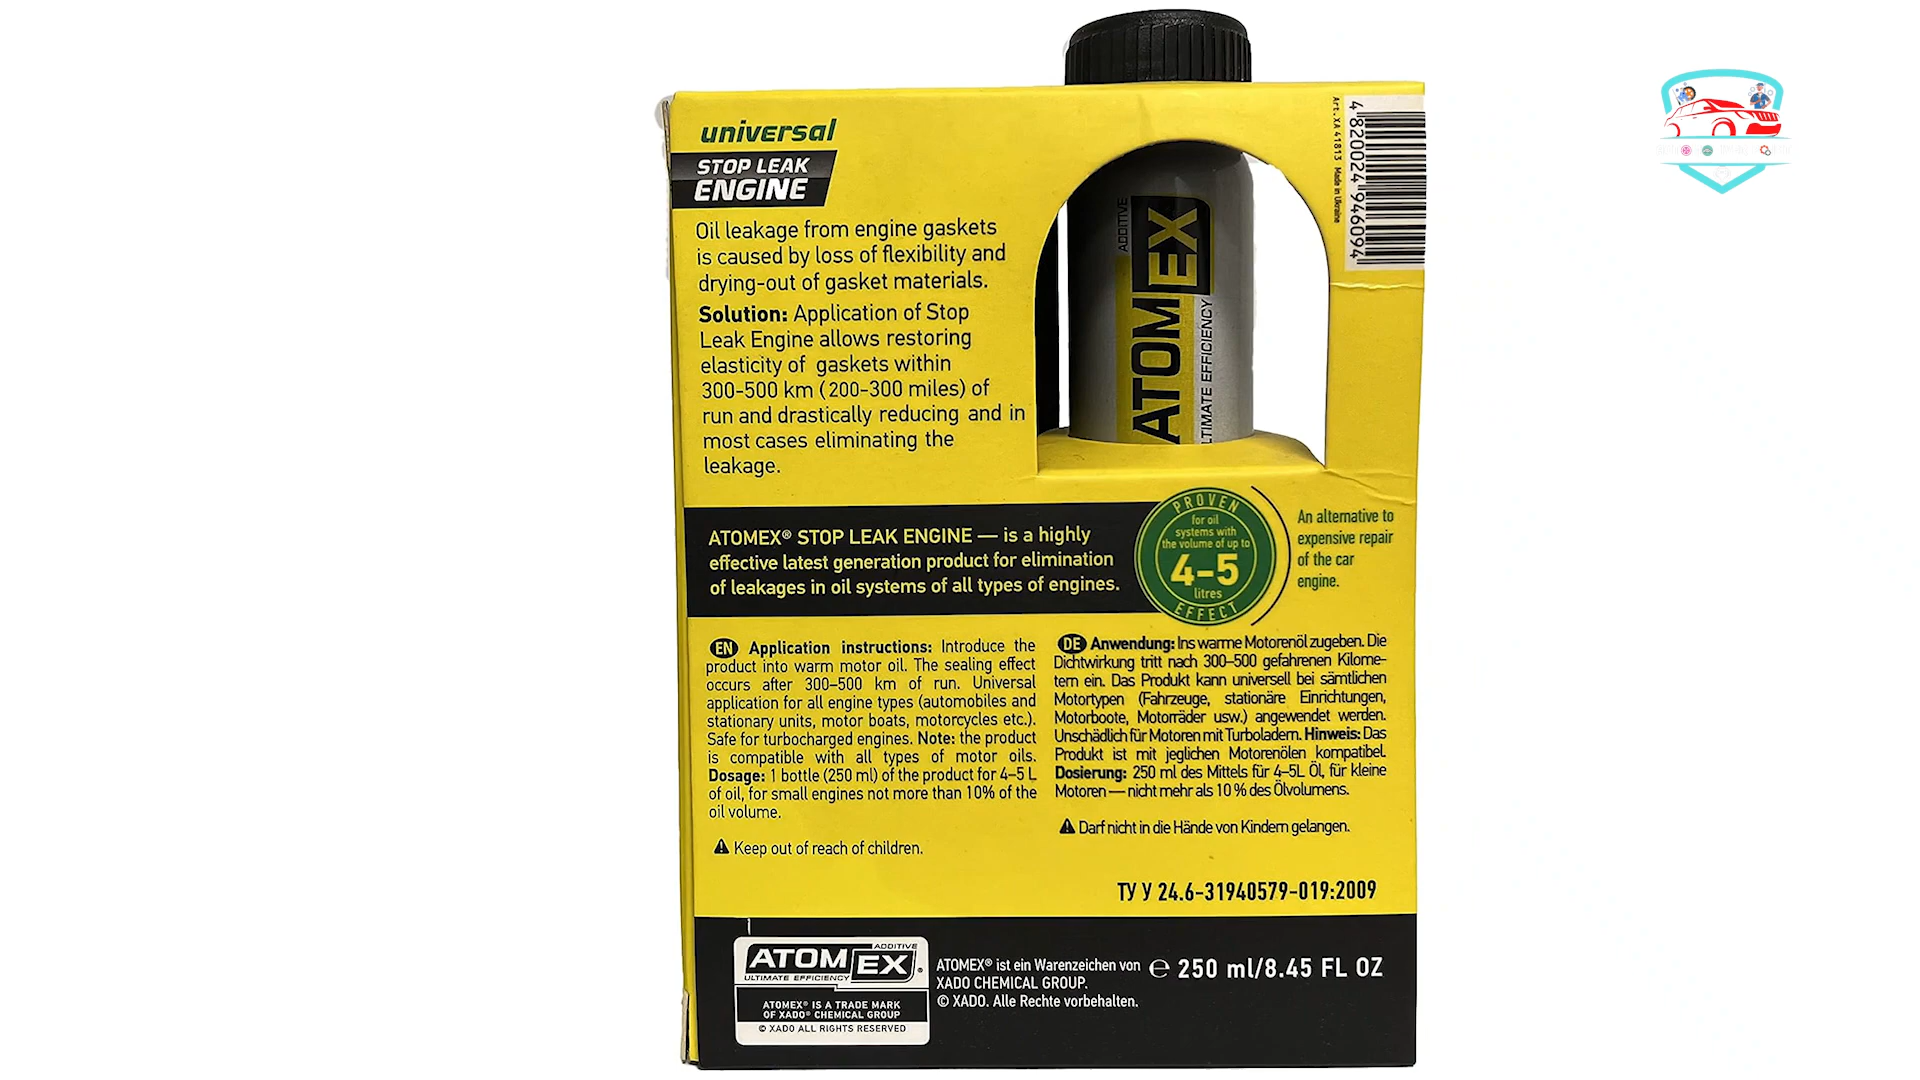 universal
STOP LEAK
ENGINE
Oil leakage from engine gaskets
is caused by loss of flexibility and
drying-out of gasket materials.
Solution: Application of Stop
Leak Engine allows restoring
elasticity of gaskets within
300-500 km (200-300 miles) of
run and drastically reducing and in
most cases eliminating the
leakage.
ADDITIVE
ATOMEX
ULTIMATE EFFICIENCY
Art. XA 41813 Made in Ukraine
4820024946094
ATOMEX® STOP LEAK ENGINE — is a highly
effective latest generation product for elimination
of leakages in oil systems of all types of engines.
PROVEN
for oil
systems with
the volume of up to
4-5
litres
EFFECT
An alternative to
expensive repair
of the car
engine.
EN Application instructions: Introduce the
product into warm motor oil. The sealing effect
occurs after 300–500 km of run. Universal
application for all engine types (automobiles and
stationary units, motor boats, motorcycles etc.).
Safe for turbocharged engines. Note: the product
is compatible with all types of motor oils.
Dosage: 1 bottle (250 ml) of the product for 4–5 L
of oil, for small engines not more than 10% of the
oil volume.
Keep out of reach of children.
DE Anwendung: Ins warme Motorenöl zugeben. Die
Dichtwirkung tritt nach 300–500 gefahrenen Kilome-
tern ein. Das Produkt kann universell bei sämtlichen
Motortypen (Fahrzeuge, stationäre Einrichtungen,
Motorboote, Motorräder usw.) angewendet werden.
Unschädlich für Motoren mit Turboladern. Hinweis: Das
Produkt ist mit jeglichen Motorenölen kompatibel.
Dosierung: 250 ml des Mittels für 4–5L Öl, für kleine
Motoren — nicht mehr als 10 % des Ölvolumens.
Darf nicht in die Hände von Kindern gelangen.
ТУ У 24.6-31940579-019:2009
ADDITIVE
ATOMEX®
ULTIMATE EFFICIENCY
ATOMEX® IS A TRADE MARK
OF XADO® CHEMICAL GROUP
© XADO ALL RIGHTS RESERVED
ATOMEX® ist ein Warenzeichen von
XADO CHEMICAL GROUP.
© XADO. Alle Rechte vorbehalten.
℮ 250 ml/8.45 FL OZ